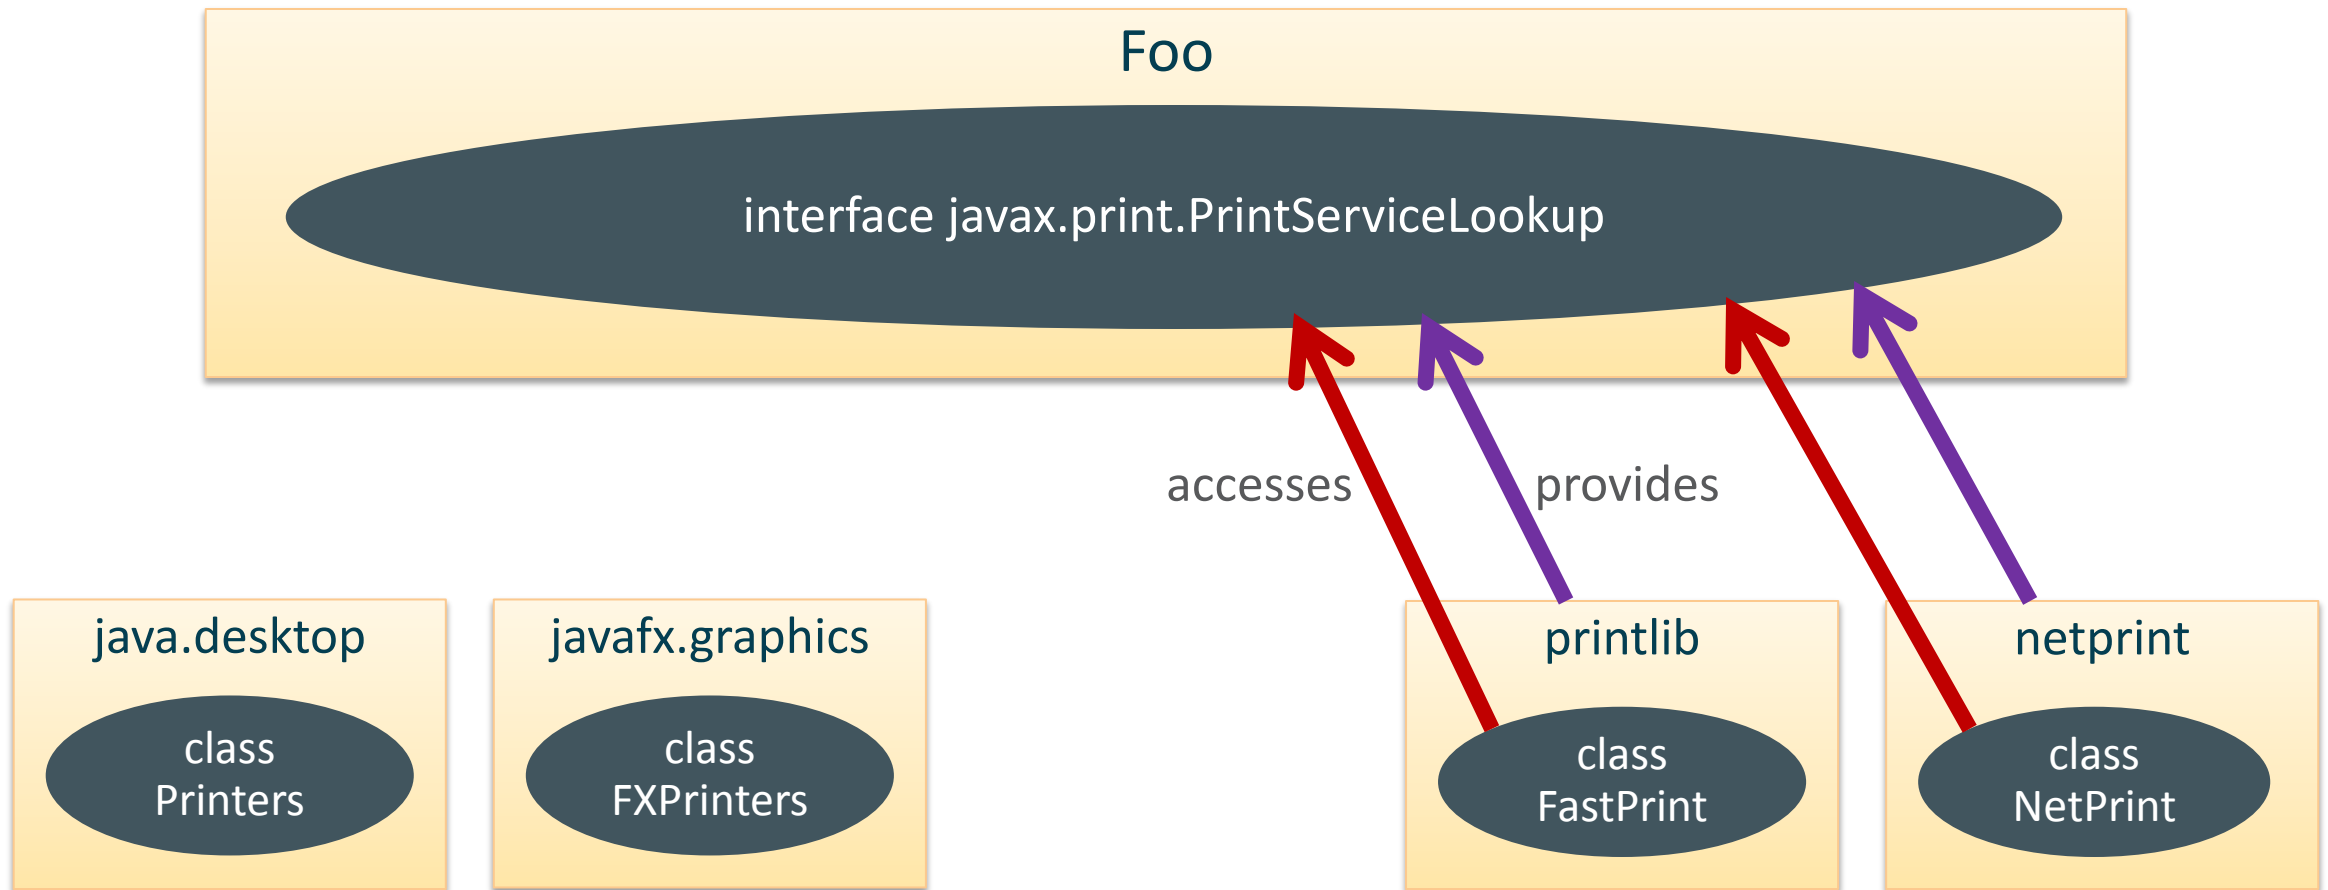 Foo
interface javax.print.PrintServiceLookup
accesses
provides
java.desktop
class
Printers
javafx.graphics
class
FXPrinters
printlib
class
FastPrint
netprint
class
NetPrint